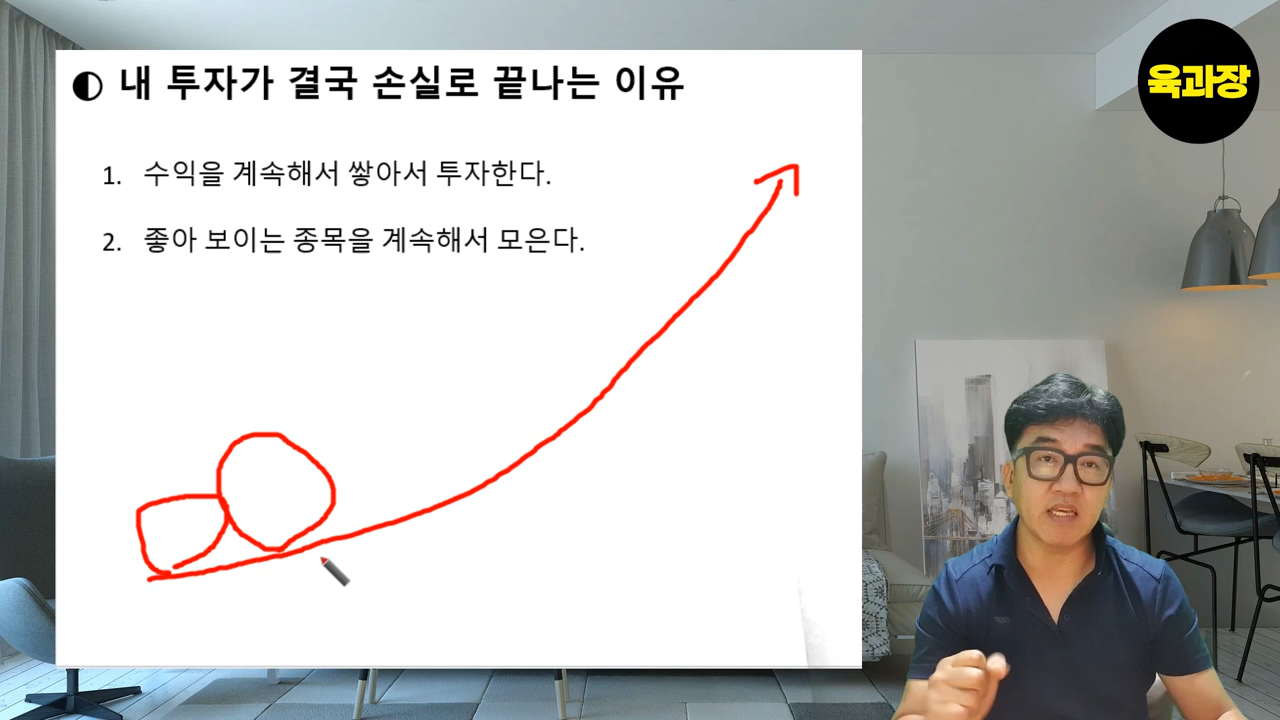 ◐ 내 투자가 결국 손실로 끝나는 이유
육과장
1. 수익을 계속해서 쌓아서 투자한다.
2. 좋아 보이는 종목을 계속해서 모은다.